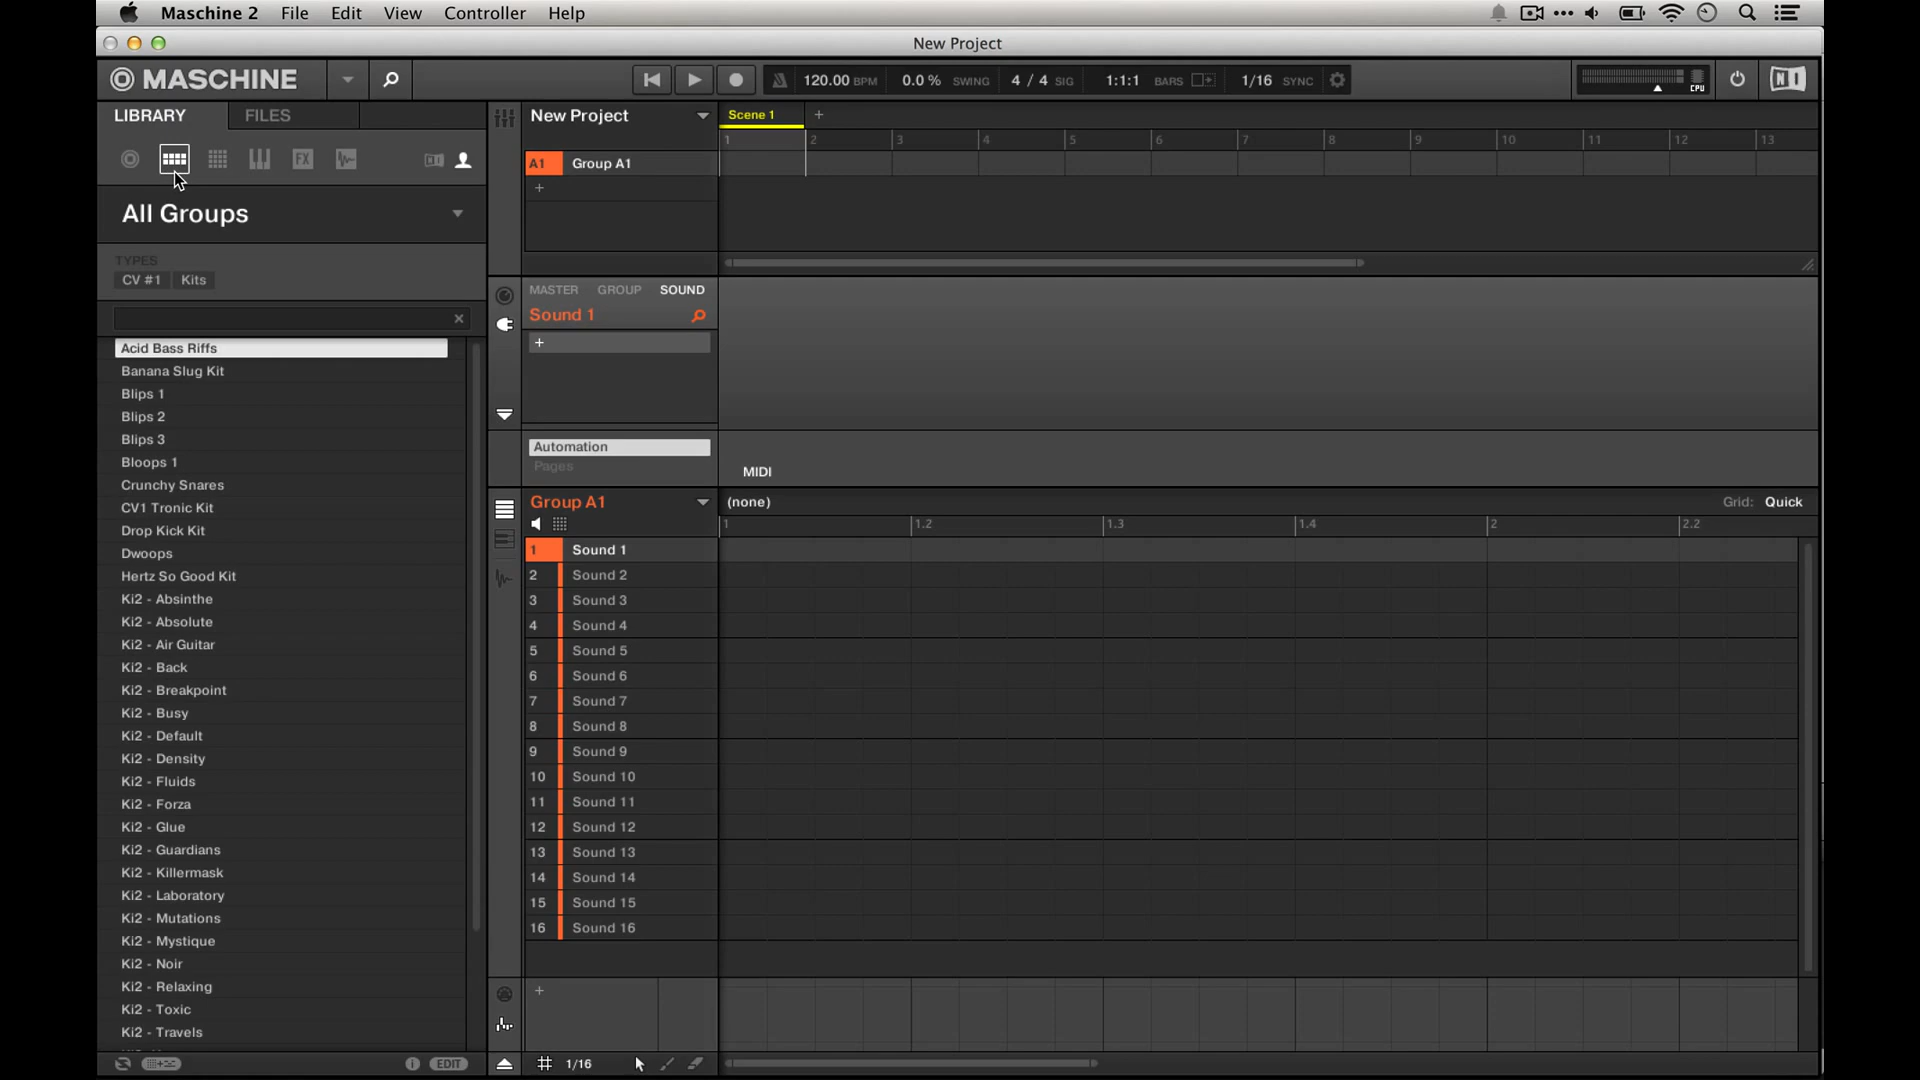 Maschine 2 File Edit View Controller Help
New Project
MASCHINE
120.00 BPM 0.0 % SWING 4 / 4 SIG 1:1:1 BARS 1/16 SYNC
CPU
LIBRARY FILES
FX
All Groups
TYPES
CV #1 Kits
Acid Bass Riffs
Banana Slug Kit
Blips 1
Blips 2
Blips 3
Bloops 1
Crunchy Snares
CV1 Tronic Kit
Drop Kick Kit
Dwoops
Hertz So Good Kit
Ki2 - Absinthe
Ki2 - Absolute
Ki2 - Air Guitar
Ki2 - Back
Ki2 - Breakpoint
Ki2 - Busy
Ki2 - Default
Ki2 - Density
Ki2 - Fluids
Ki2 - Forza
Ki2 - Glue
Ki2 - Guardians
Ki2 - Killermask
Ki2 - Laboratory
Ki2 - Mutations
Ki2 - Mystique
Ki2 - Noir
Ki2 - Relaxing
Ki2 - Toxic
Ki2 - Travels
EDIT
New Project
Scene 1 +
1 2 3 4 5 6 7 8 9 10 11 12 13
A1 Group A1
+
MASTER GROUP SOUND
Sound 1
+
Automation
Pages
MIDI
Group A1 (none) Grid: Quick
1 1.2 1.3 1.4 2 2.2
1 Sound 1
2 Sound 2
3 Sound 3
4 Sound 4
5 Sound 5
6 Sound 6
7 Sound 7
8 Sound 8
9 Sound 9
10 Sound 10
11 Sound 11
12 Sound 12
13 Sound 13
14 Sound 14
15 Sound 15
16 Sound 16
+
1/16